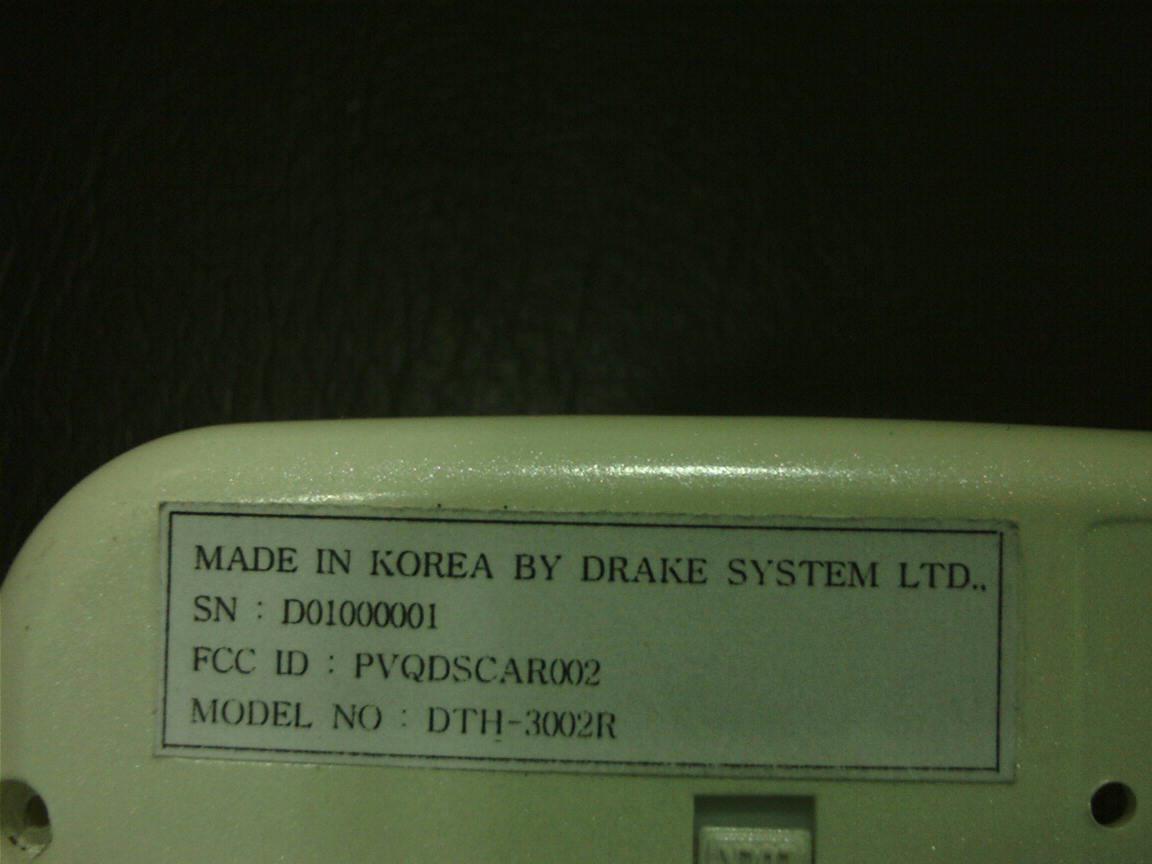 MADE IN KOREA BY DRAKE SYSTEM LTD.,
SN : D01000001
FCC ID : PVQDSCAR002
MODEL NO : DTH-3002R